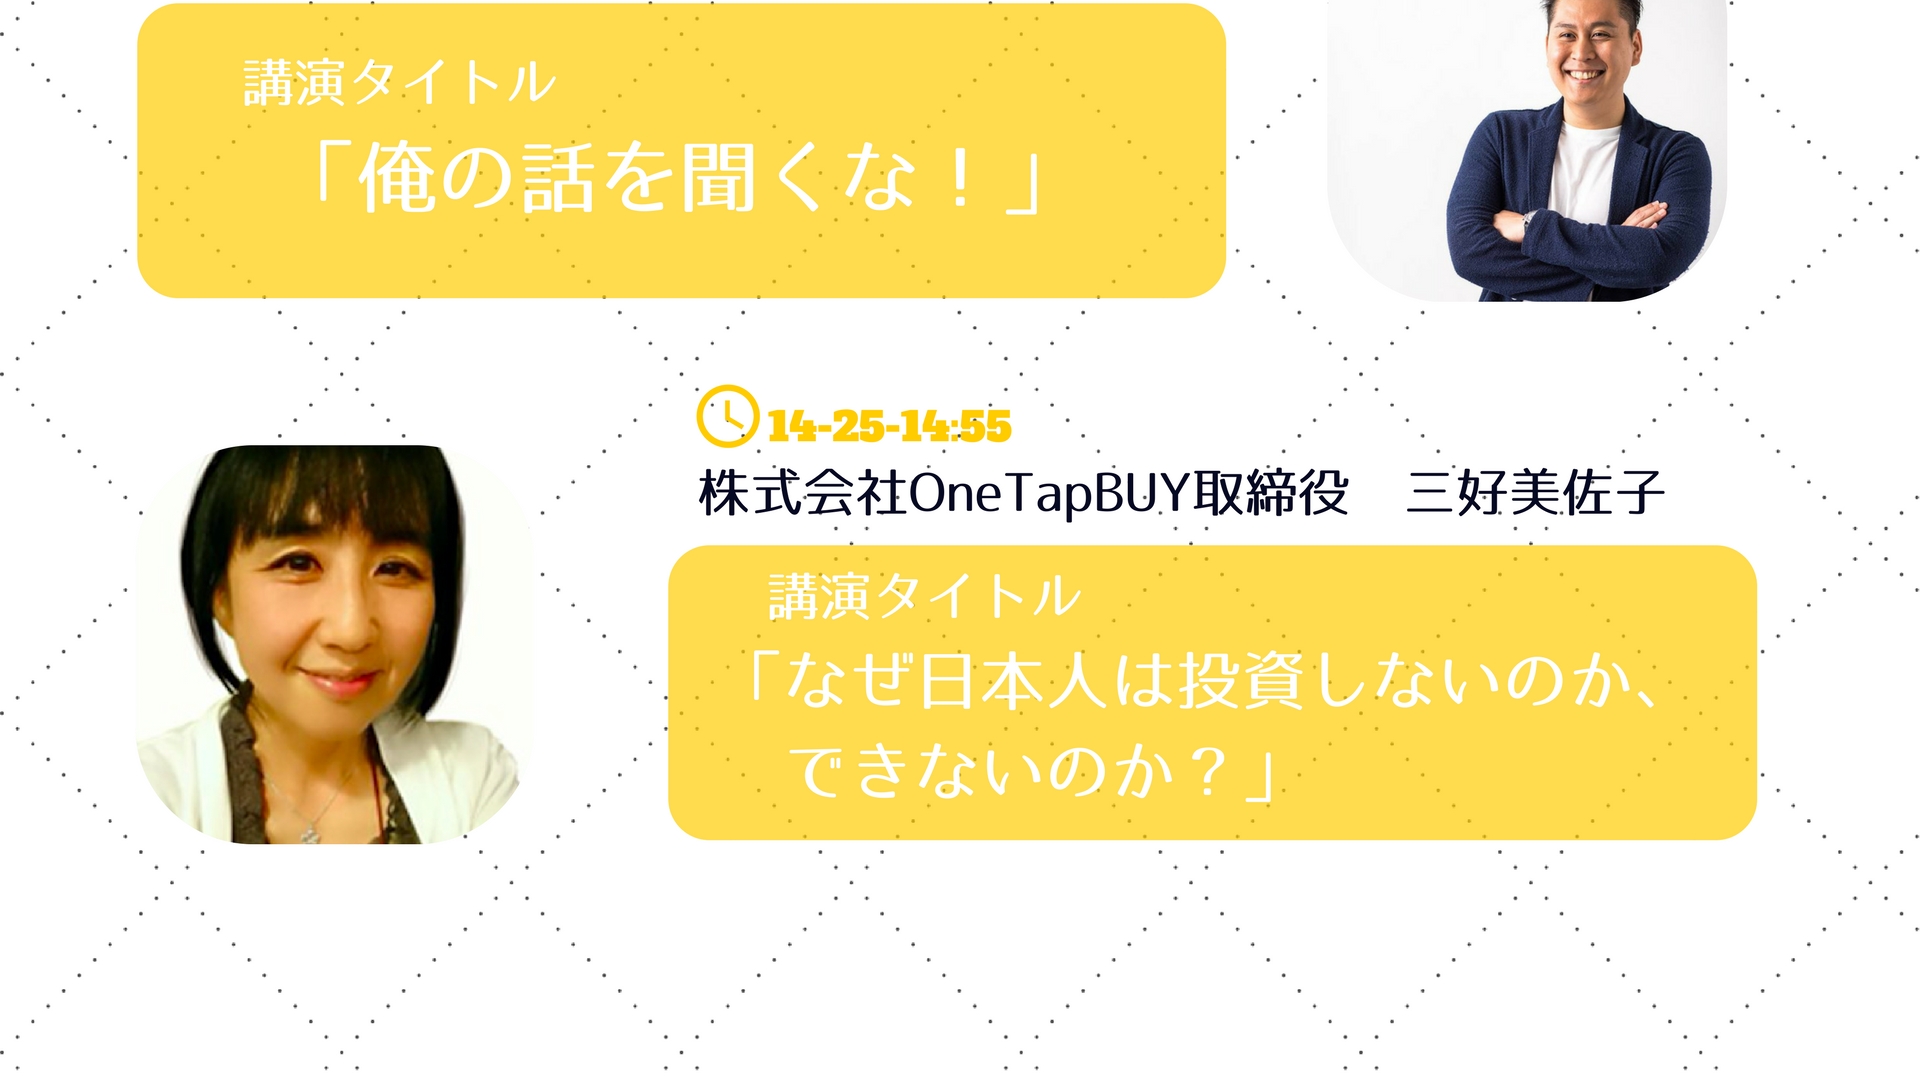 講演タイトル
「俺の話を聞くな！」
14-25-14:55
株式会社OneTapBUY取締役　三好美佐子
講演タイトル
「なぜ日本人は投資しないのか、
できないのか？」